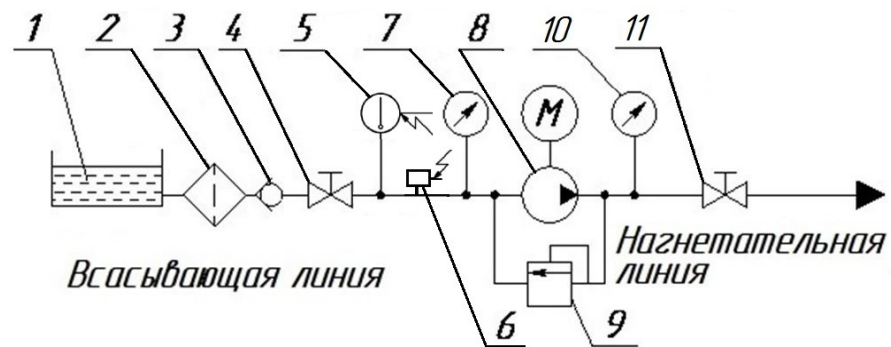 1 2 3 4 5 7 8 10 11
M
Всасывающая линия
Нагнетательная
линия
6 9